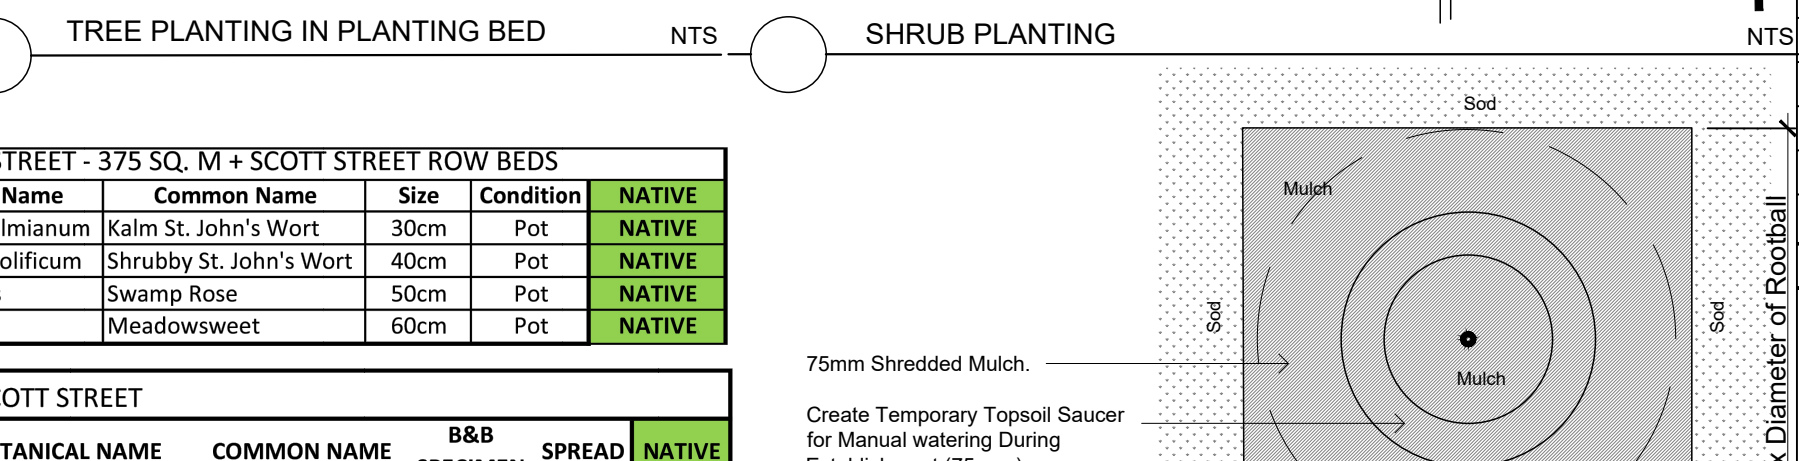 TREE PLANTING IN PLANTING BED NTS
SHRUB PLANTING NTS
STREET - 375 SQ. M + SCOTT STREET ROW BEDS
Name Common Name Size Condition NATIVE
lmianum Kalm St. John's Wort 30cm Pot NATIVE
olificum Shrubby St. John's Wort 40cm Pot NATIVE
Swamp Rose 50cm Pot NATIVE
Meadowsweet 60cm Pot NATIVE
COTT STREET
TANICAL NAME COMMON NAME B&B SPREAD NATIVE
Sod
Mulch
Sod
Sod
Mulch
75mm Shredded Mulch.
Create Temporary Topsoil Saucer
for Manual watering During
x Diameter of Rootball